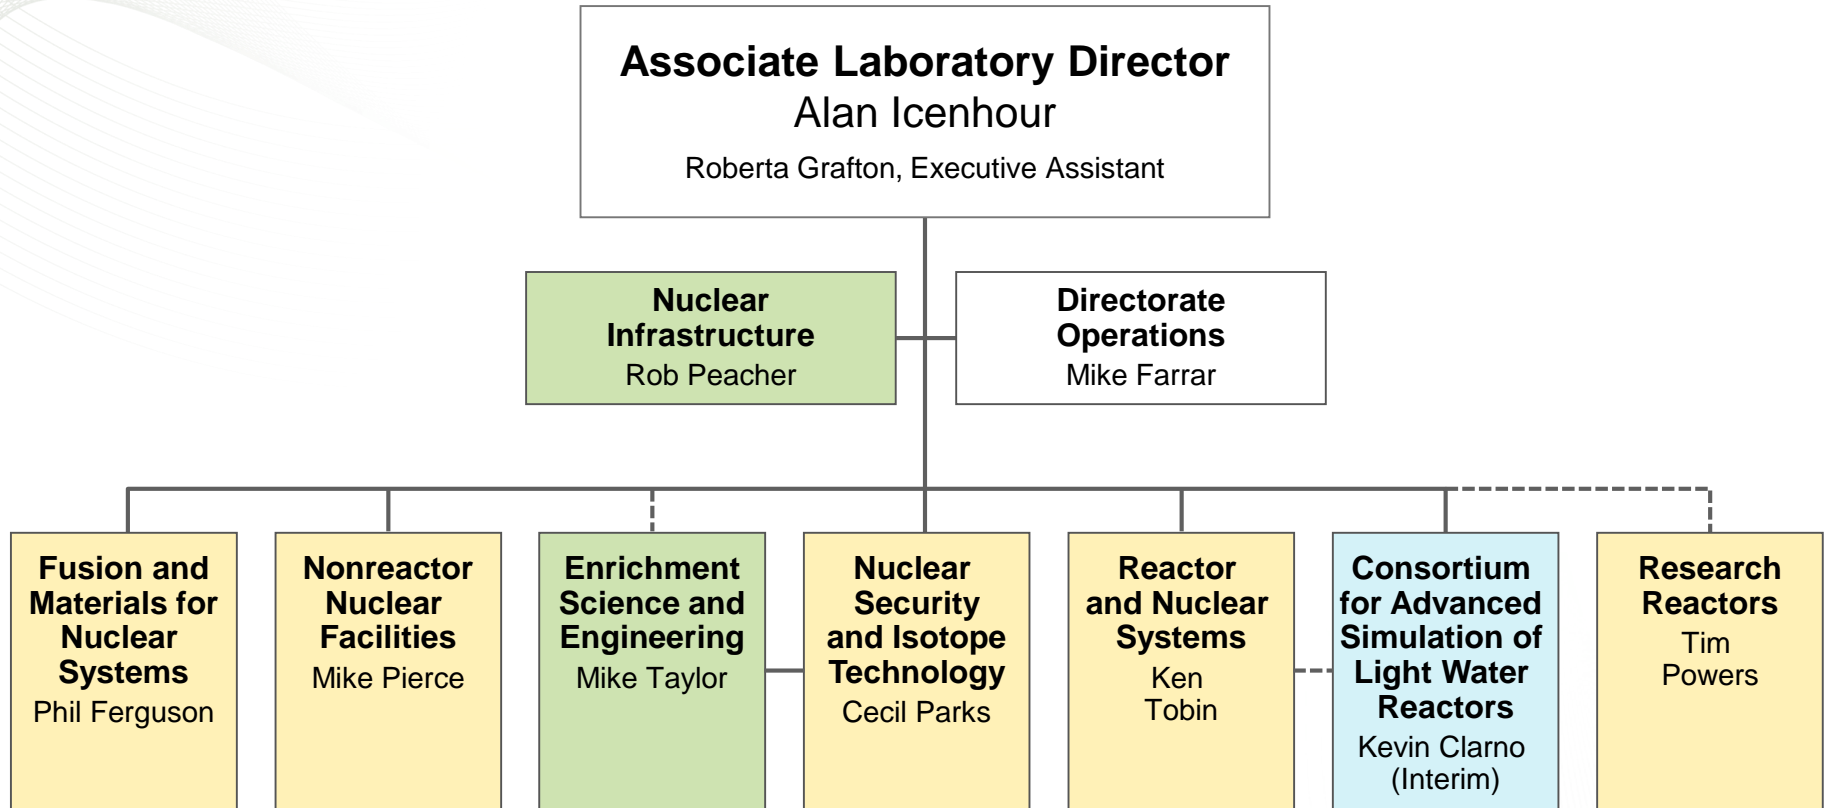 Associate Laboratory Director
Alan Icenhour
Roberta Grafton, Executive Assistant
Nuclear
Infrastructure
Rob Peacher
Directorate
Operations
Mike Farrar
Fusion and
Materials for
Nuclear
Systems
Phil Ferguson
Nonreactor
Nuclear
Facilities
Mike Pierce
Enrichment
Science and
Engineering
Mike Taylor
Nuclear
Security
and Isotope
Technology
Cecil Parks
Reactor
and Nuclear
Systems
Ken
Tobin
Consortium
for Advanced
Simulation of
Light Water
Reactors
Kevin Clarno
(Interim)
Research
Reactors
Tim
Powers